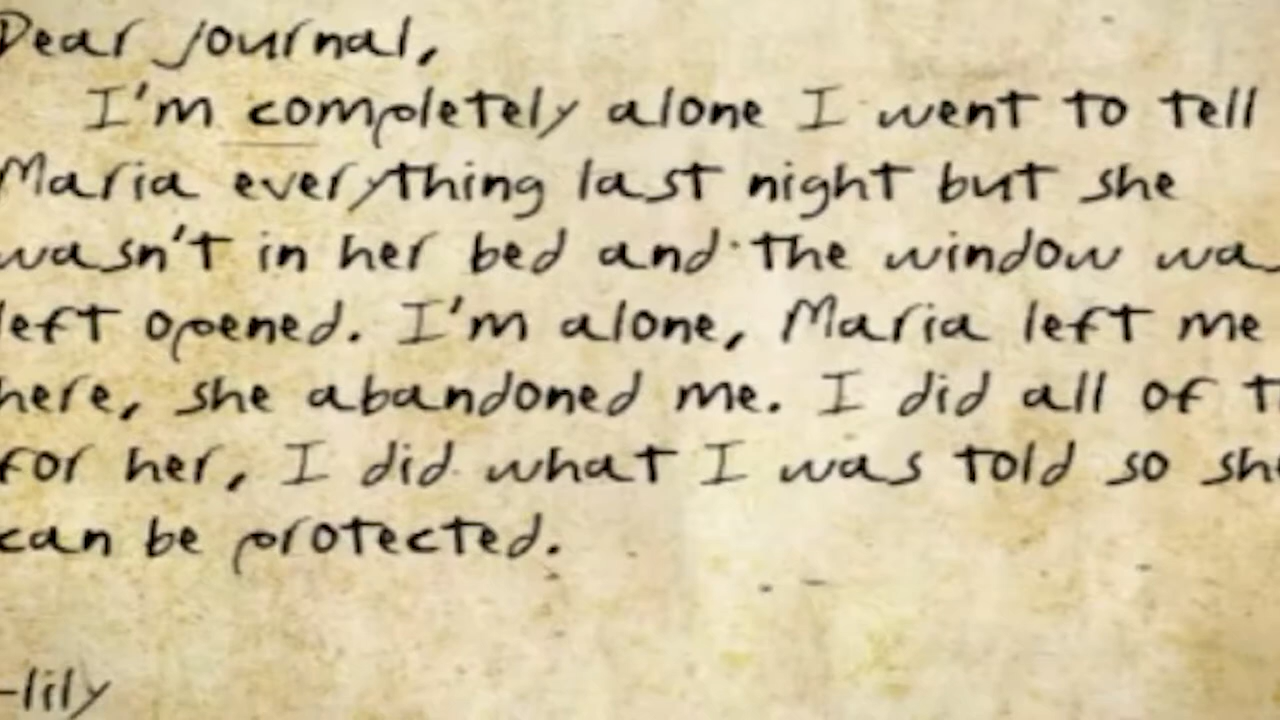 Dear journal,
I'm completely alone I went to tell
Maria everything last night but she
wasn't in her bed and the window was
left opened. I'm alone, Maria left me
here, she abandoned me. I did all of
for her, I did what I was told so she
can be protected.
-lily